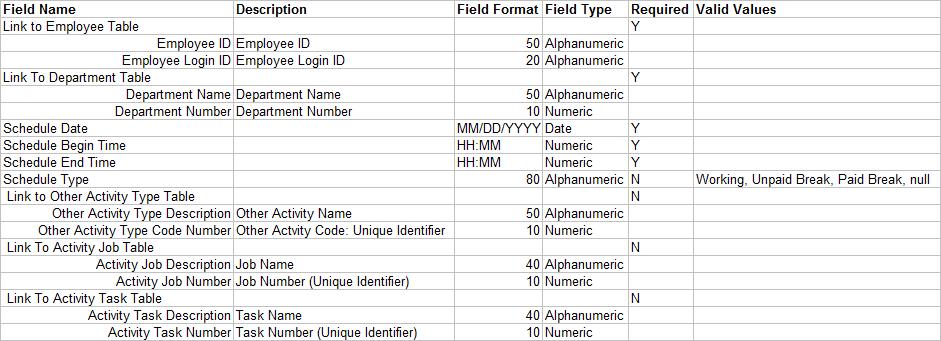 Field Name Description Field Format Field Type Required Valid Values
Link to Employee Table Y
Employee ID Employee ID 50 Alphanumeric
Employee Login ID Employee Login ID 20 Alphanumeric
Link To Department Table Y
Department Name Department Name 50 Alphanumeric
Department Number Department Number 10 Numeric
Schedule Date MM/DD/YYYY Date Y
Schedule Begin Time HH:MM Numeric Y
Schedule End Time HH:MM Numeric Y
Schedule Type 80 Alphanumeric N Working, Unpaid Break, Paid Break, null
Link to Other Activity Type Table N
Other Activity Type Description Other Activity Name 50 Alphanumeric
Other Activity Type Code Number Other Activty Code: Unique Identifier 10 Numeric
Link To Activity Job Table N
Activity Job Description Job Name 40 Alphanumeric
Activity Job Number Job Number (Unique Identifier) 10 Numeric
Link To Activity Task Table N
Activity Task Description Task Name 40 Alphanumeric
Activity Task Number Task Number (Unique Identifier) 10 Numeric